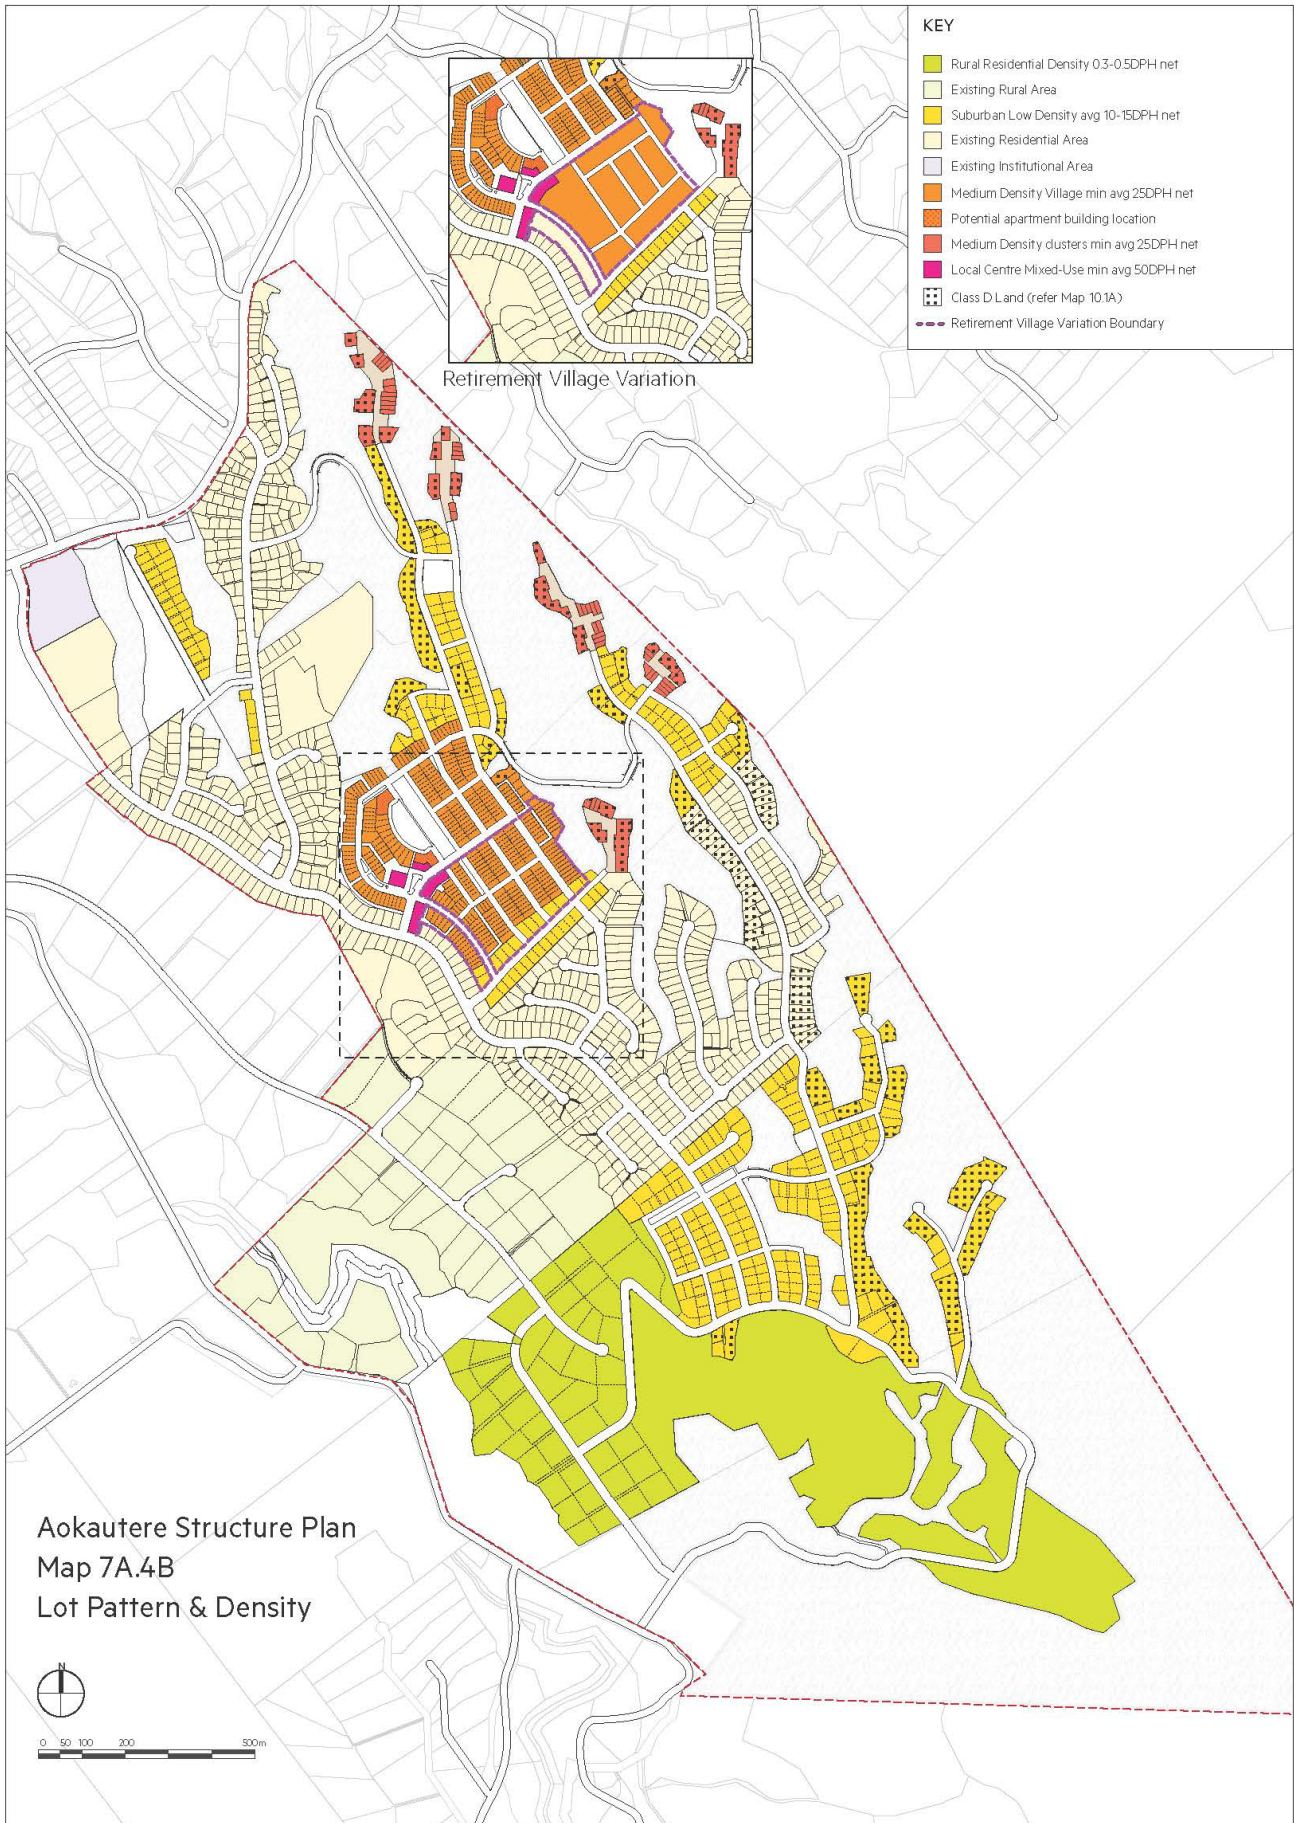 KEY
Rural Residential Density 0.3-0.5DPH net
Existing Rural Area
Suburban Low Density avg 10-15DPH net
Existing Residential Area
Existing Institutional Area
Medium Density Village min avg 25DPH net
Potential apartment building location
Medium Density clusters min avg 25DPH net
Local Centre Mixed-Use min avg 50DPH net
Class D Land (refer Map 10.1A)
Retirement Village Variation Boundary
Retirement Village Variation
Aokautere Structure Plan
Map 7A.4B
Lot Pattern & Density
N
0 50 100 200 500m